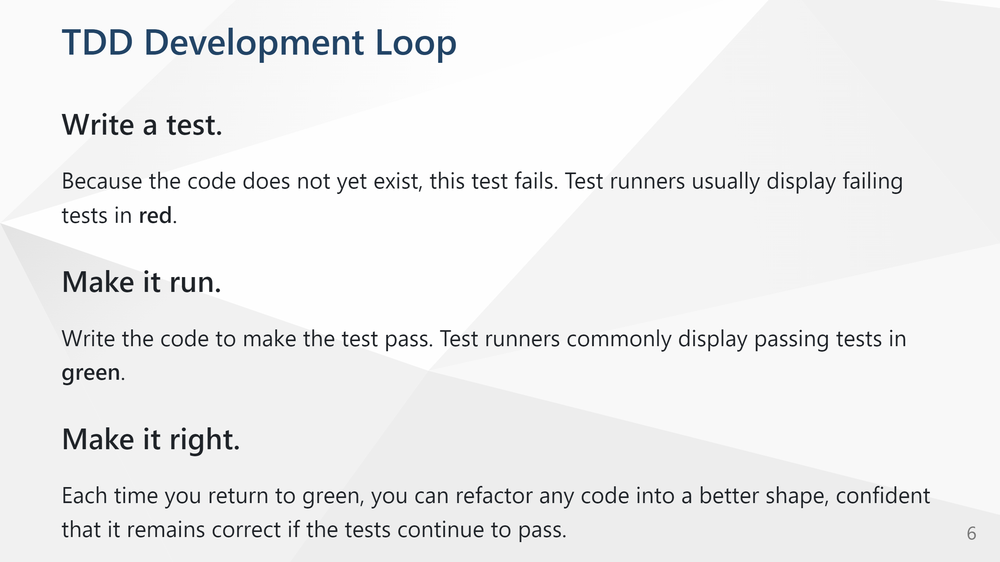 TDD Development Loop
Write a test.
Because the code does not yet exist, this test fails. Test runners usually display failing
tests in red.
Make it run.
Write the code to make the test pass. Test runners commonly display passing tests in
green.
Make it right.
Each time you return to green, you can refactor any code into a better shape, confident
that it remains correct if the tests continue to pass.
6